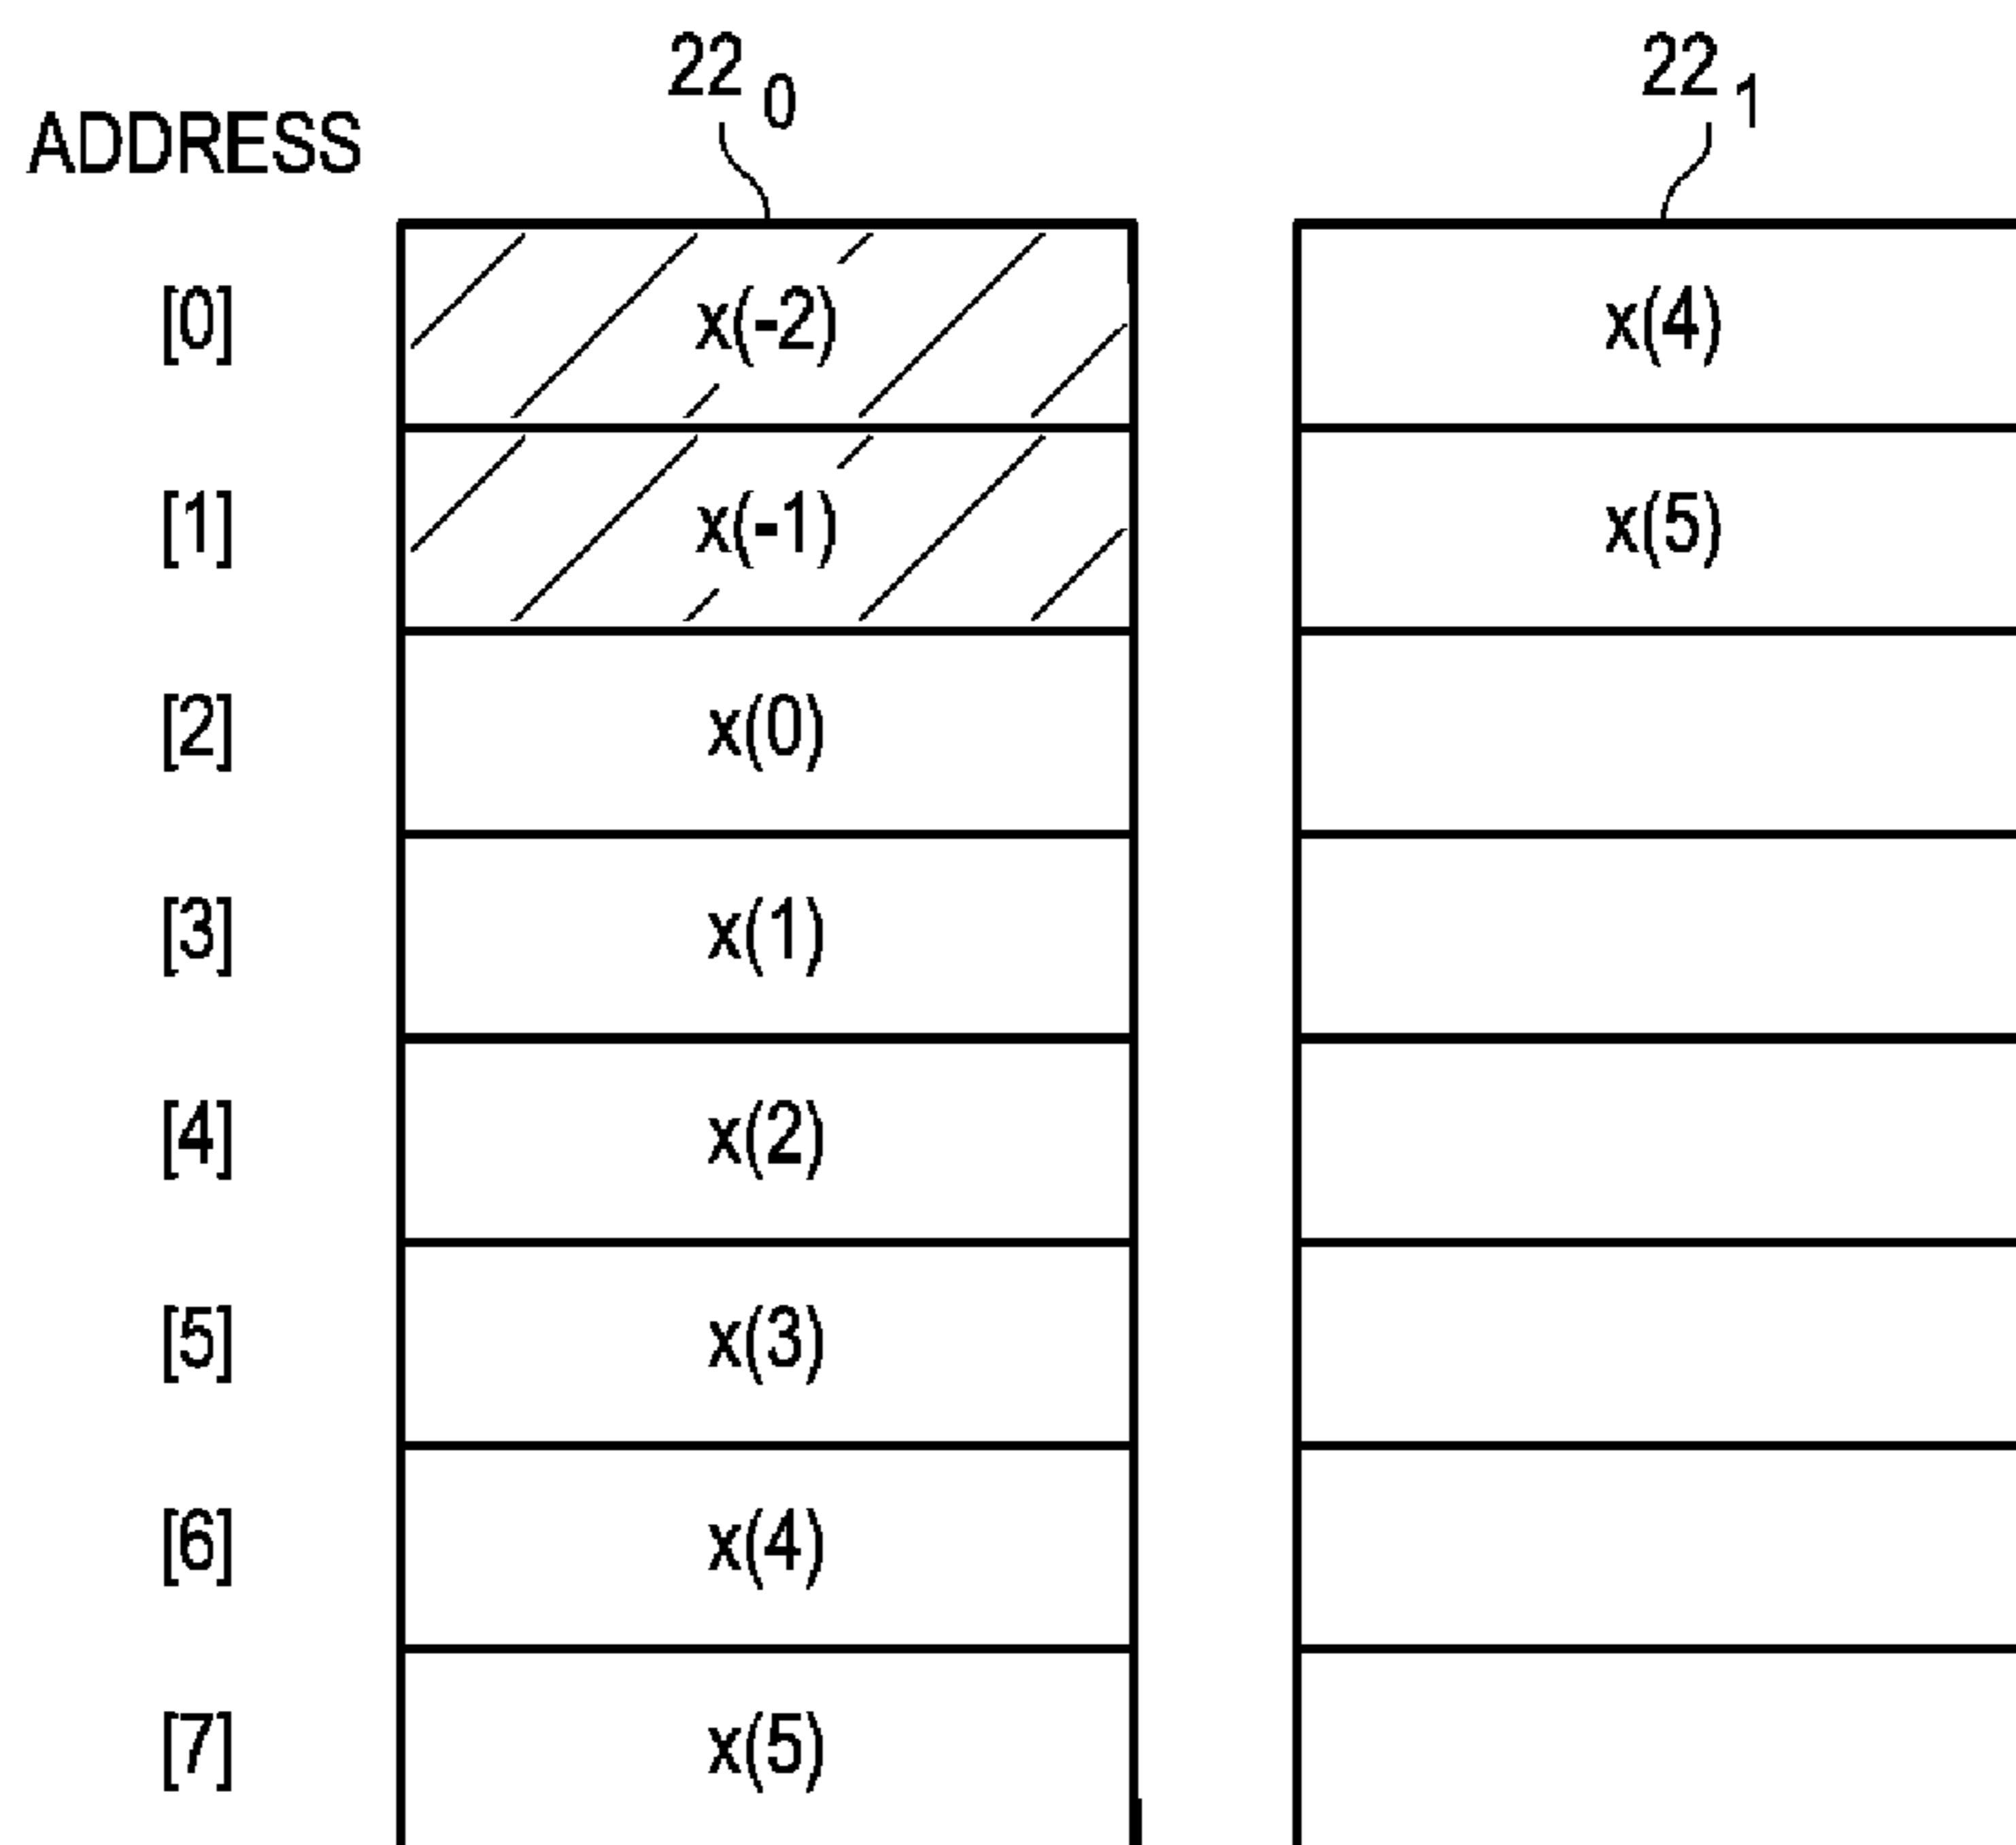 22 0 22 1
ADDRESS
[0] x(-2) x(4)
[1] x(-1) x(5)
[2] x(0)
[3] x(1)
[4] x(2)
[5] x(3)
[6] x(4)
[7] x(5)